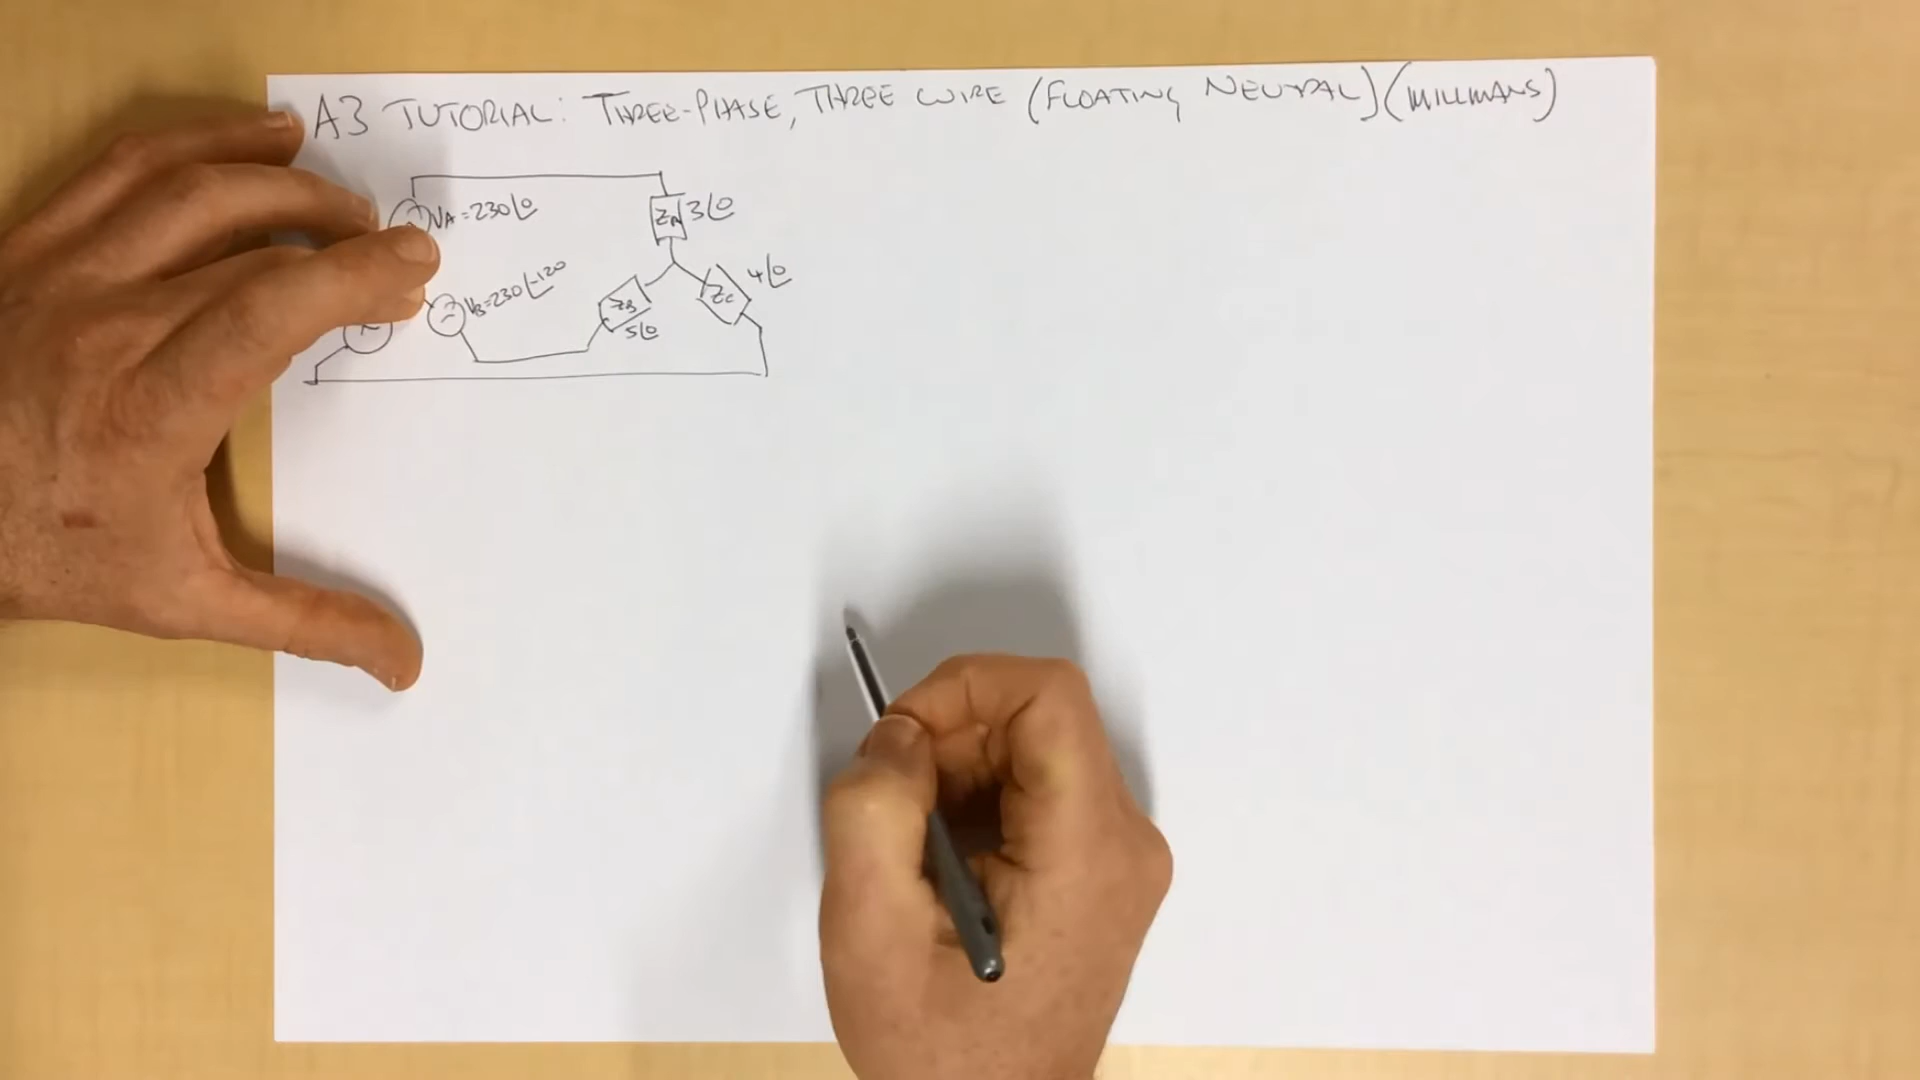 A3 TUTORIAL: THREE-PHASE, THREE WIRE (FLOATING NEUTRAL) (MILLMANS)
VA=230∠0
ZA 3∠0
VB=230∠-120
ZB
5∠0
ZC
4∠0
~